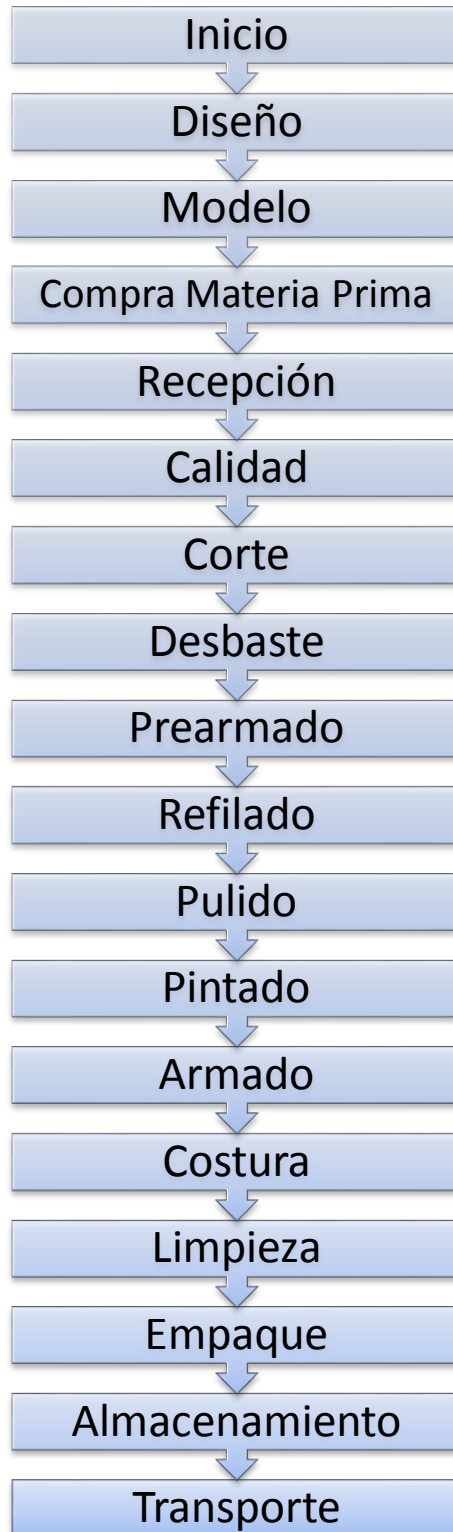 Inicio
Diseño
Modelo
Compra Materia Prima
Recepción
Calidad
Corte
Desbaste
Prearmado
Refilado
Pulido
Pintado
Armado
Costura
Limpieza
Empaque
Almacenamiento
Transporte